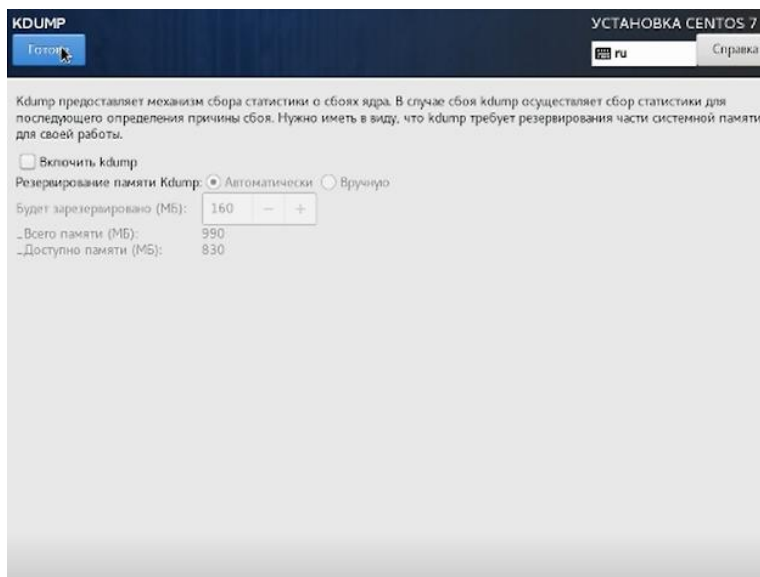 KDUMP
УСТАНОВКА CENTOS 7
Готово
ru
Справка
Kdump предоставляет механизм сбора статистики о сбоях ядра. В случае сбоя kdump осуществляет сбор статистики для
последующего определения причины сбоя. Нужно иметь в виду, что kdump требует резервирования части системной памяти
для своей работы.
Включить kdump
Резервирование памяти Kdump: Автоматически Вручную
Будет зарезервировано (МБ): 160 − +
_Всего памяти (МБ): 990
_Доступно памяти (МБ): 830